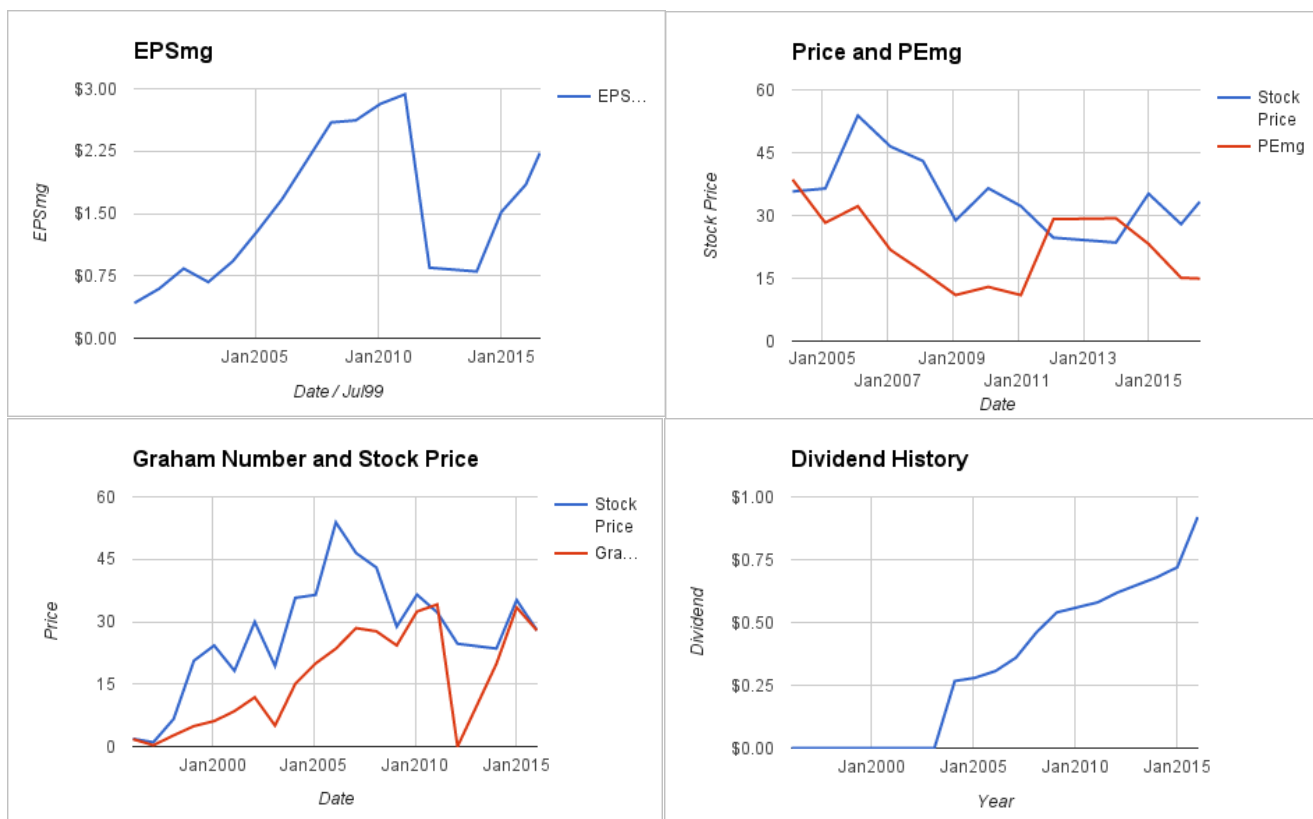 EPSmg
$3.00
$2.25
$1.50
$0.75
$0.00
EPSmg
Jan2005
Jan2010
Jan2015
Date / Jul99
EPS...
Price and PEmg
60
45
30
15
0
Stock Price
Jan2005
Jan2009
Jan2013
Jan2007
Jan2011
Jan2015
Date
Stock
Price
PEmg
Graham Number and Stock Price
60
45
30
15
0
Price
Jan2000
Jan2005
Jan2010
Jan2015
Date
Stock
Price
Gra...
Dividend History
$1.00
$0.75
$0.50
$0.25
$0.00
Dividend
Jan2000
Jan2005
Jan2010
Jan2015
Year